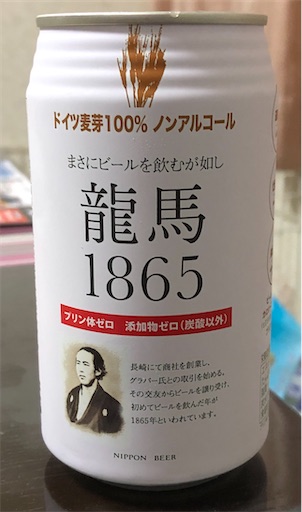 ドイツ麦芽100% ノンアルコール
まさにビールを飲むが如し
龍馬
1865
プリン体ゼロ 添加物ゼロ(炭酸以外)
長崎にて商社を創業し、
グラバー氏との取引を始める。
その交友からビールを譲り受け、
初めてビールを飲んだ年が
1865年といわれています。
NIPPON BEER